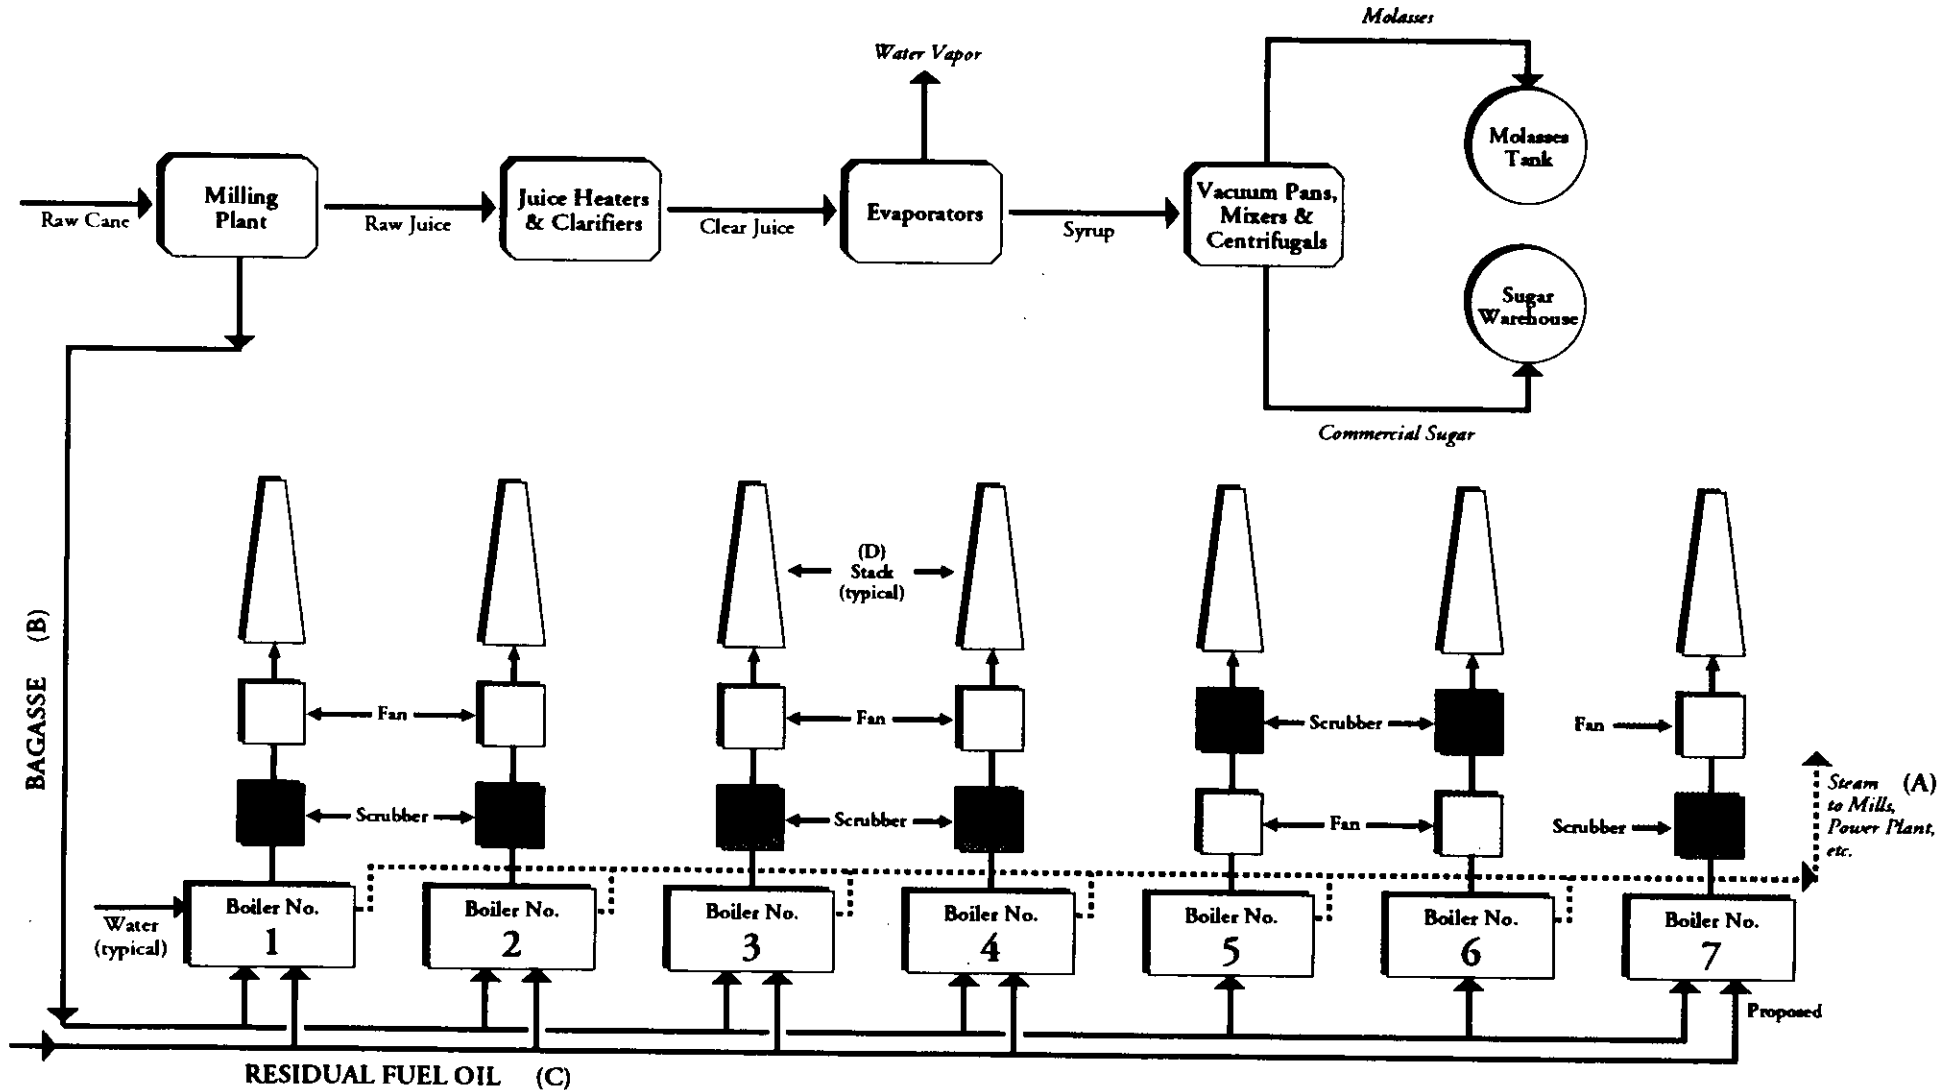 Molasses
Water Vapor
Molasses
Tank
Milling
Plant
Juice Heaters
& Clarifiers
Evaporators
Vacuum Pans,
Mixers &
Centrifugals
Raw Cane
Raw Juice
Clear Juice
Syrup
Sugar
Warehouse
Commercial Sugar
(D)
Stack
(typical)
BAGASSE (B)
Fan
Fan
Scrubber
Fan
Scrubber
Scrubber
Fan
Scrubber
Steam (A)
to Mills,
Power Plant,
etc.
Water
(typical)
Boiler No.
1
Boiler No.
2
Boiler No.
3
Boiler No.
4
Boiler No.
5
Boiler No.
6
Boiler No.
7
Proposed
RESIDUAL FUEL OIL (C)